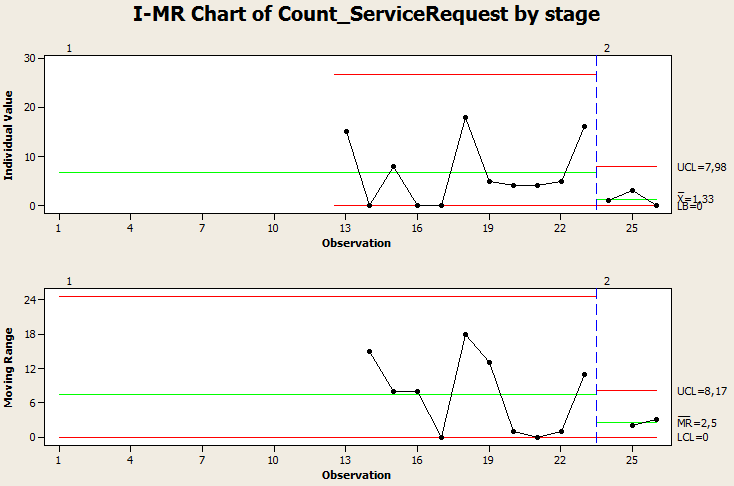 I-MR Chart of Count_ServiceRequest by stage
1 2
30
20
10
0
Individual Value
UCL=7,98
X=1,33
LB=0
1 4 7 10 13 16 19 22 25
Observation
1 2
24
18
12
6
0
Moving Range
UCL=8,17
MR=2,5
LCL=0
1 4 7 10 13 16 19 22 25
Observation